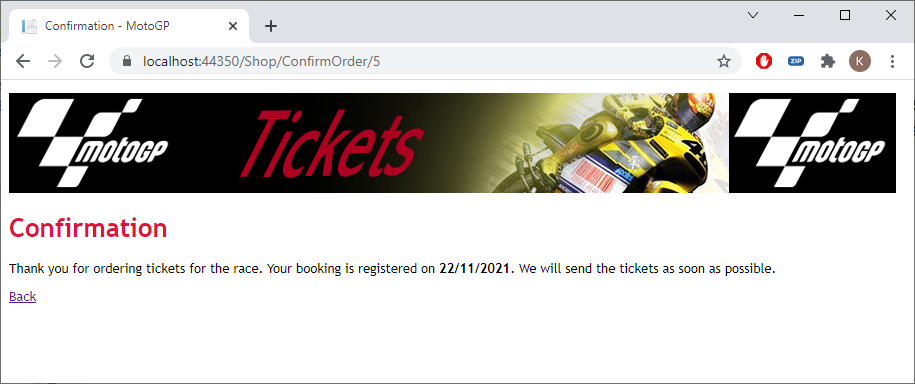 Confirmation - MotoGP
localhost:44350/Shop/ConfirmOrder/5
ZIP
K
MotoGP
Tickets
MotoGP
Confirmation
Thank you for ordering tickets for the race. Your booking is registered on 22/11/2021. We will send the tickets as soon as possible.
Back